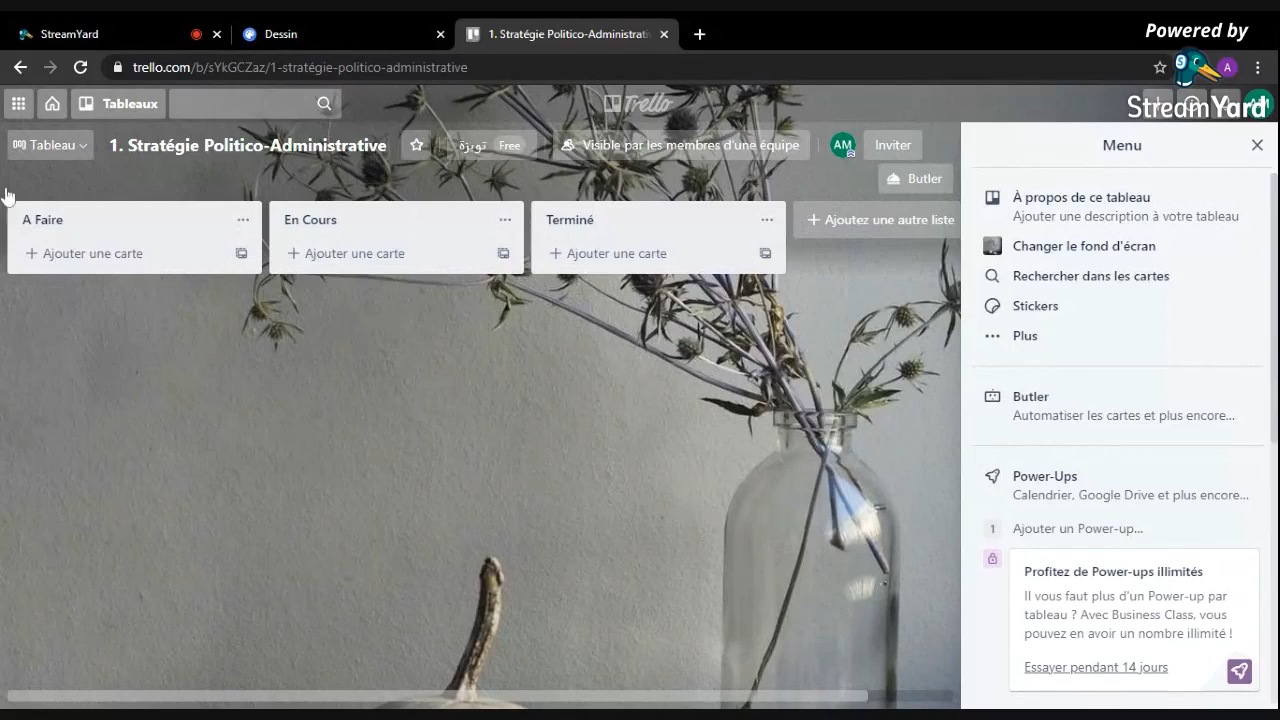 Powered by
StreamYard
StreamYard
Dessin
1. Stratégie Politico-Administrati
trello.com/b/sYkGCZaz/1-stratégie-politico-administrative
A
Tableaux
Trello
AM
Tableau
1. Stratégie Politico-Administrative
تويزة
Free
Visible par les membres d'une équipe
AM
Inviter
Butler
A Faire
Ajouter une carte
En Cours
Ajouter une carte
Terminé
Ajouter une carte
Ajoutez une autre liste
Menu
À propos de ce tableau
Ajouter une description à votre tableau
Changer le fond d'écran
Rechercher dans les cartes
Stickers
Plus
Butler
Automatiser les cartes et plus encore...
Power-Ups
Calendrier, Google Drive et plus encore...
1 Ajouter un Power-up...
Profitez de Power-ups illimités
Il vous faut plus d'un Power-up par
tableau ? Avec Business Class, vous
pouvez en avoir un nombre illimité !
Essayer pendant 14 jours